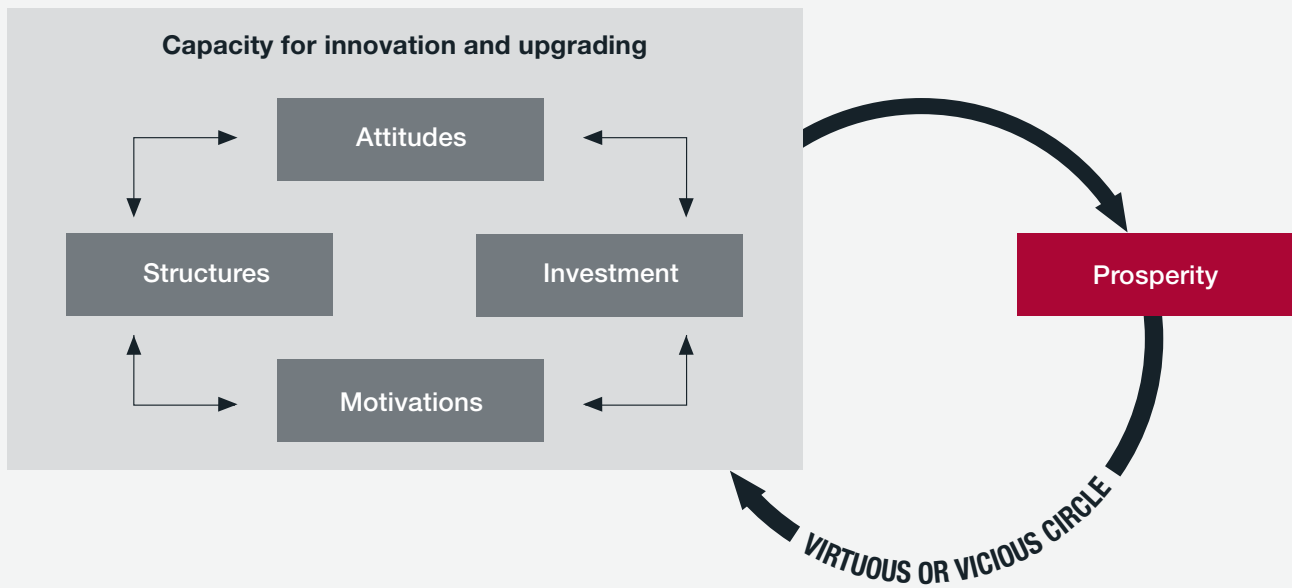 Capacity for innovation and upgrading
Attitudes
Structures
Investment
Prosperity
Motivations
VIRTUOUS OR VICIOUS CIRCLE